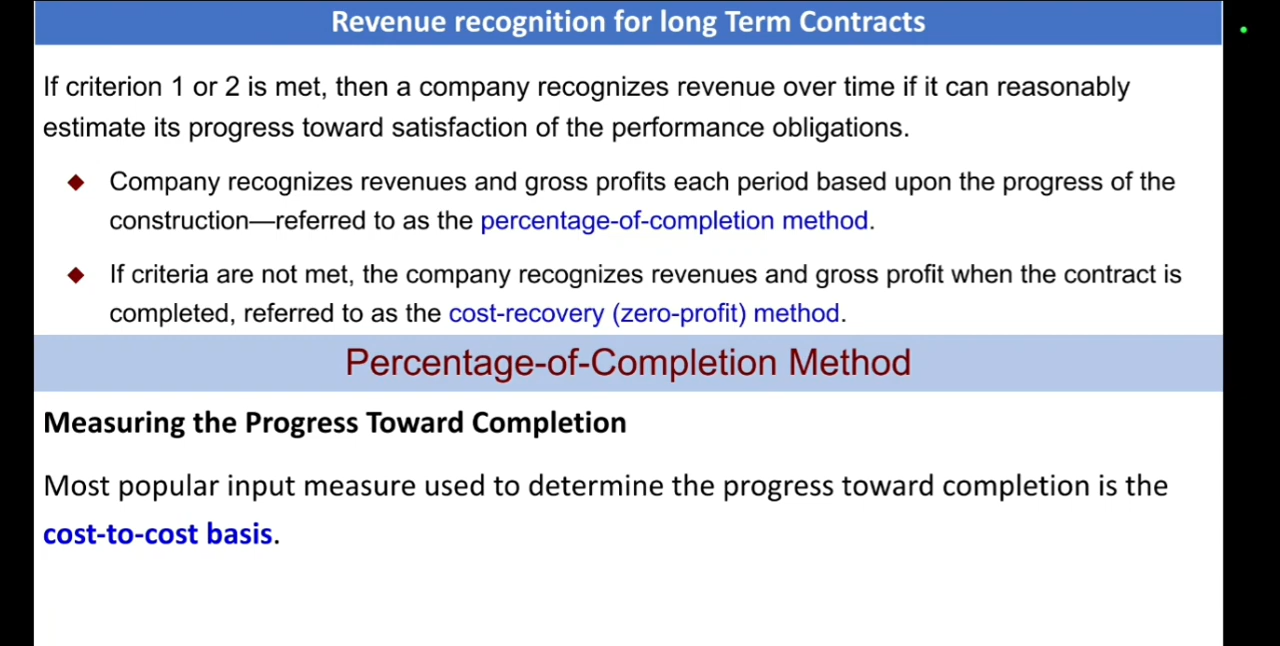 Revenue recognition for long Term Contracts
If criterion 1 or 2 is met, then a company recognizes revenue over time if it can reasonably
estimate its progress toward satisfaction of the performance obligations.
◆ Company recognizes revenues and gross profits each period based upon the progress of the
construction—referred to as the percentage-of-completion method.
◆ If criteria are not met, the company recognizes revenues and gross profit when the contract is
completed, referred to as the cost-recovery (zero-profit) method.
Percentage-of-Completion Method
Measuring the Progress Toward Completion
Most popular input measure used to determine the progress toward completion is the
cost-to-cost basis.